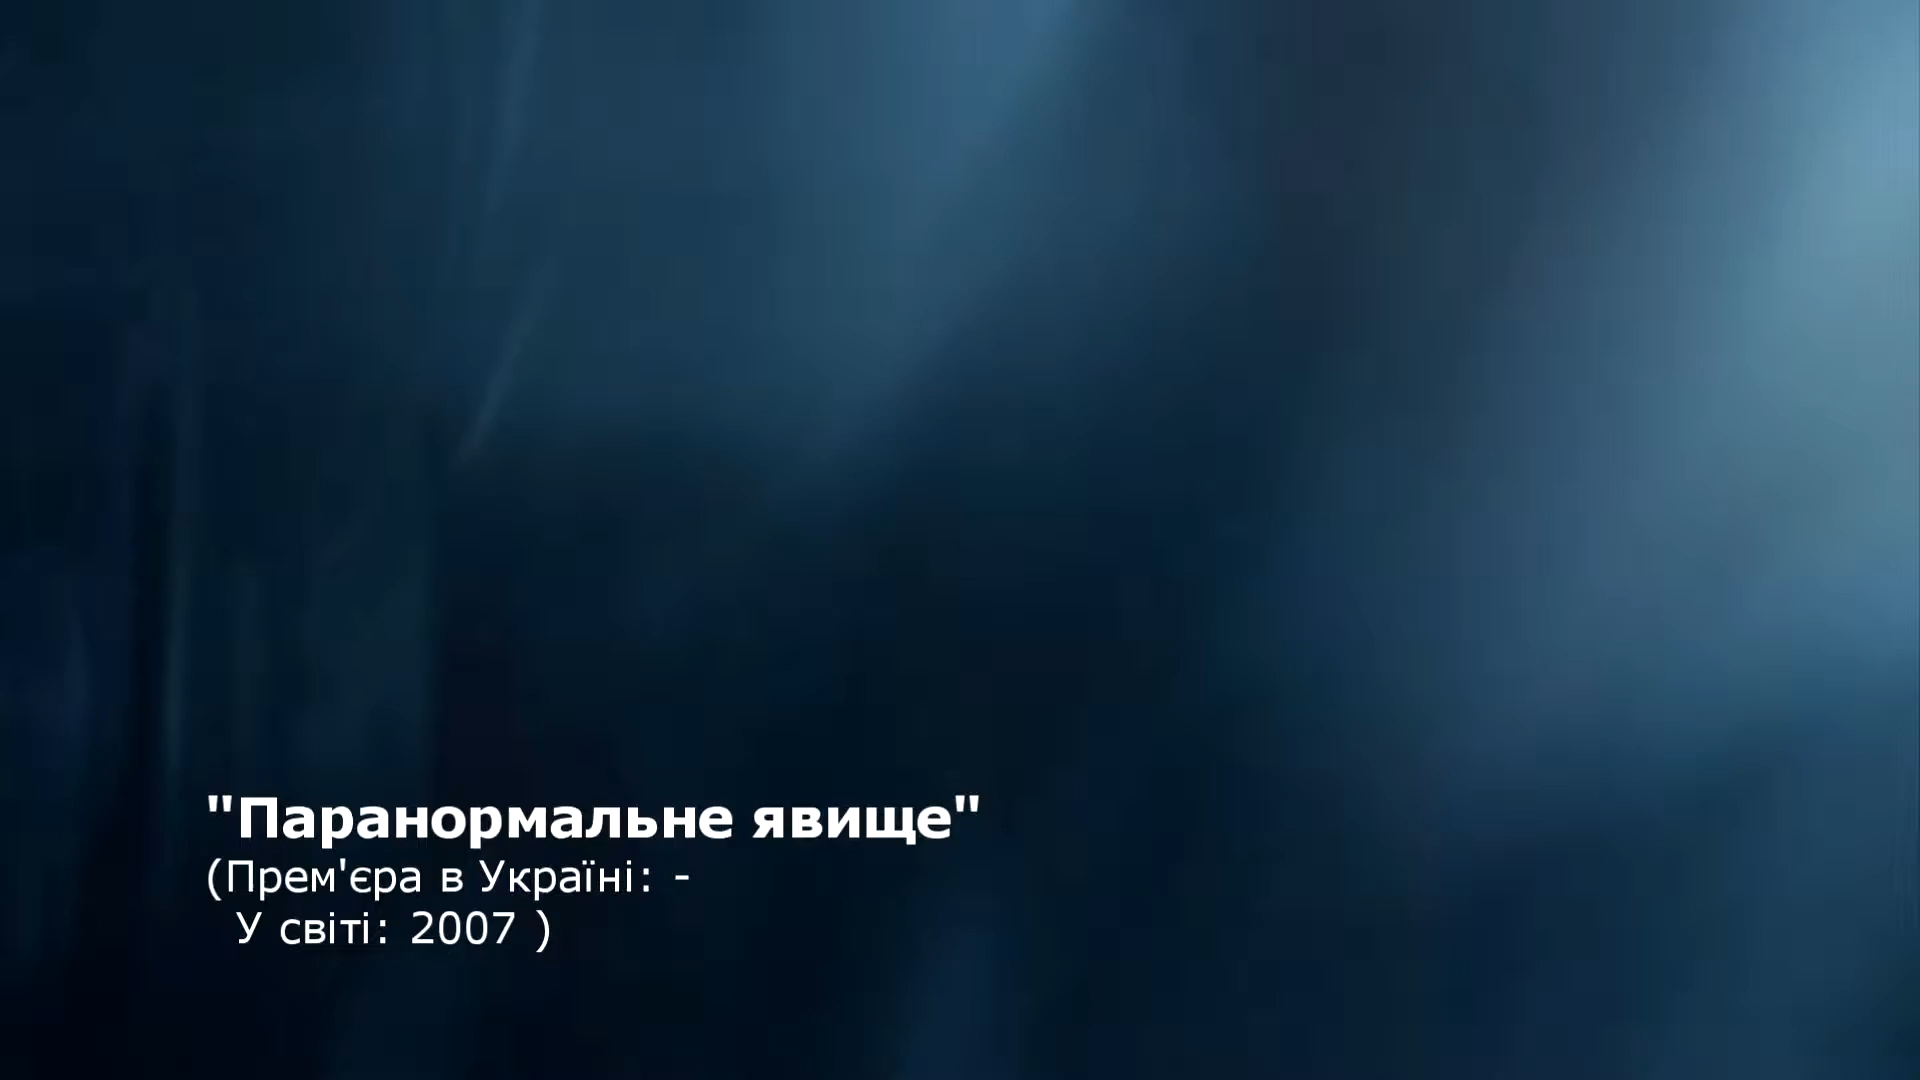 "Паранормальне явище"
(Прем'єра в Україні: -
У світі: 2007 )